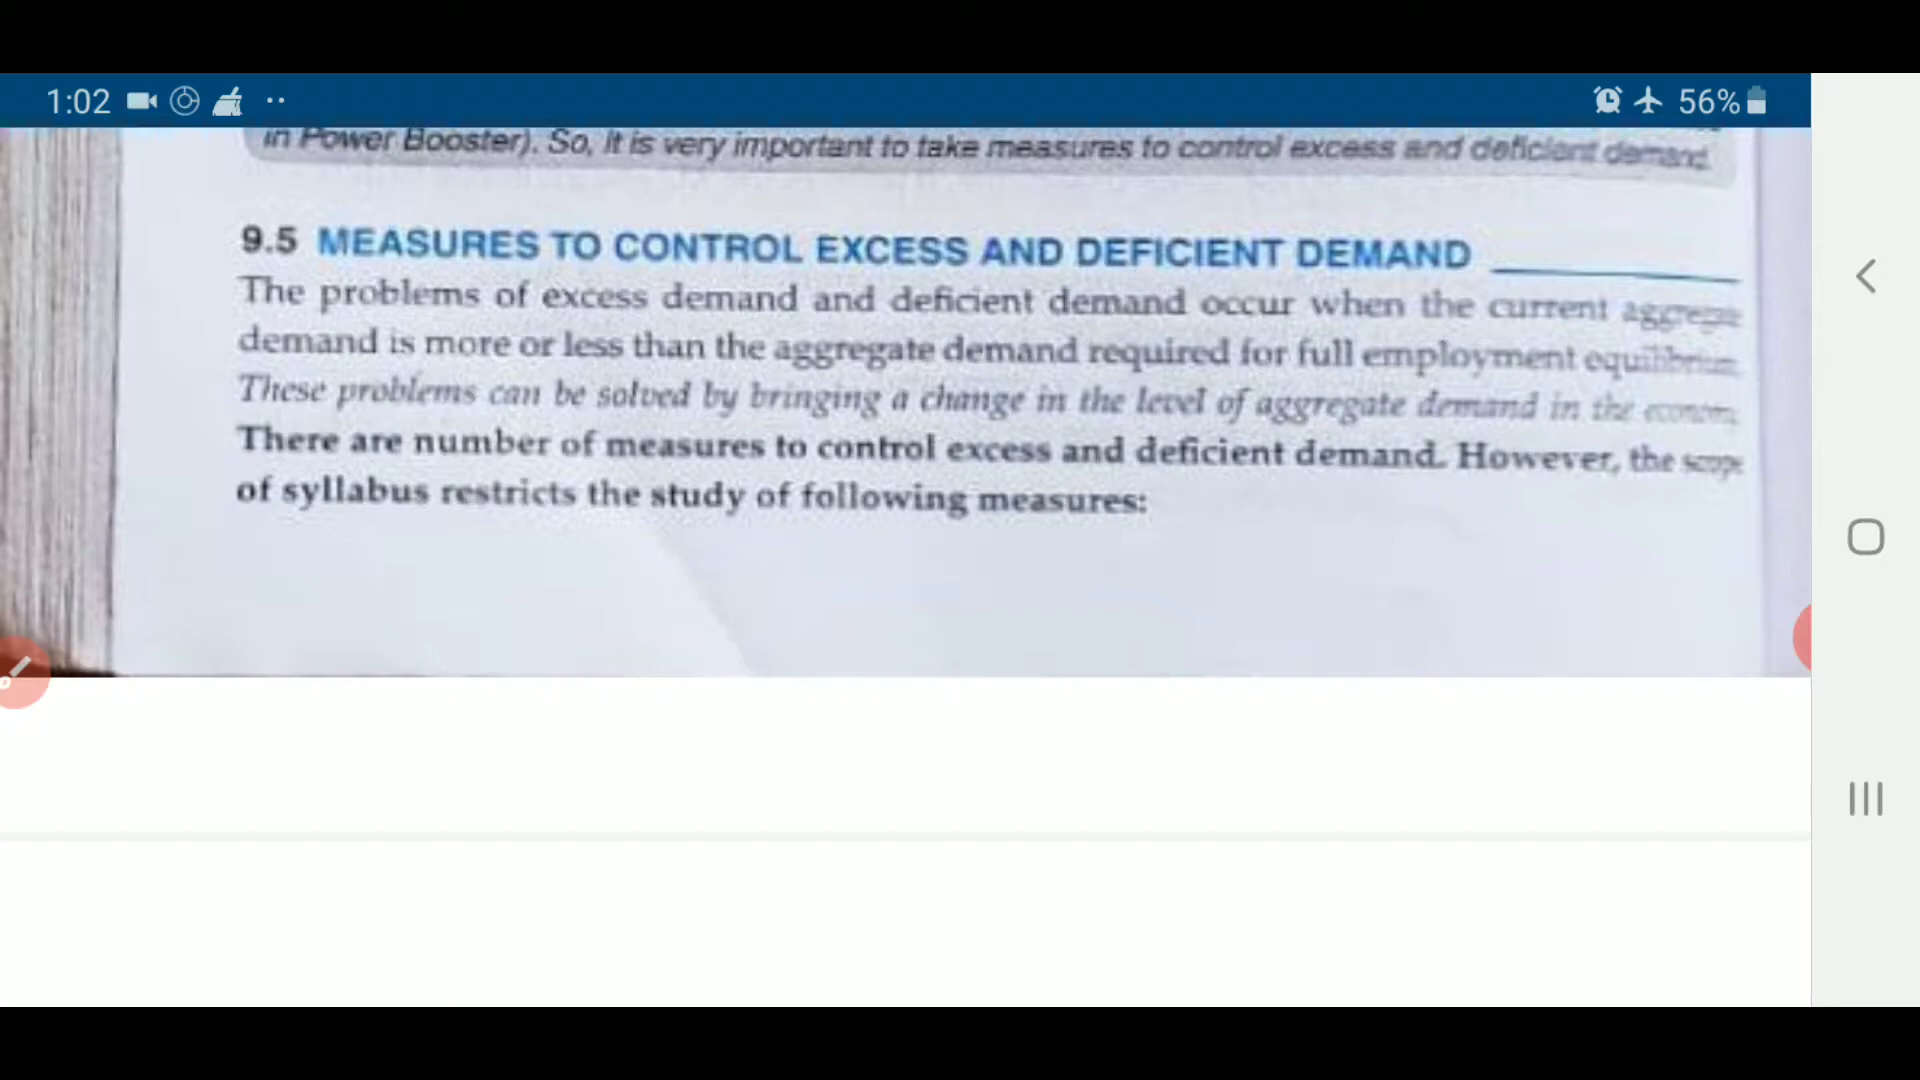 1:02
56%
in Power Booster). So, it is very important to take measures to control excess and deficient demand.
9.5 MEASURES TO CONTROL EXCESS AND DEFICIENT DEMAND
The problems of excess demand and deficient demand occur when the current
demand is more or less than the aggregate demand required for full employment equilibrium
These problems can be solved by bringing a change in the level of aggregate demand in the
There are number of measures to control excess and deficient demand. However, the scope
of syllabus restricts the study of following measures: